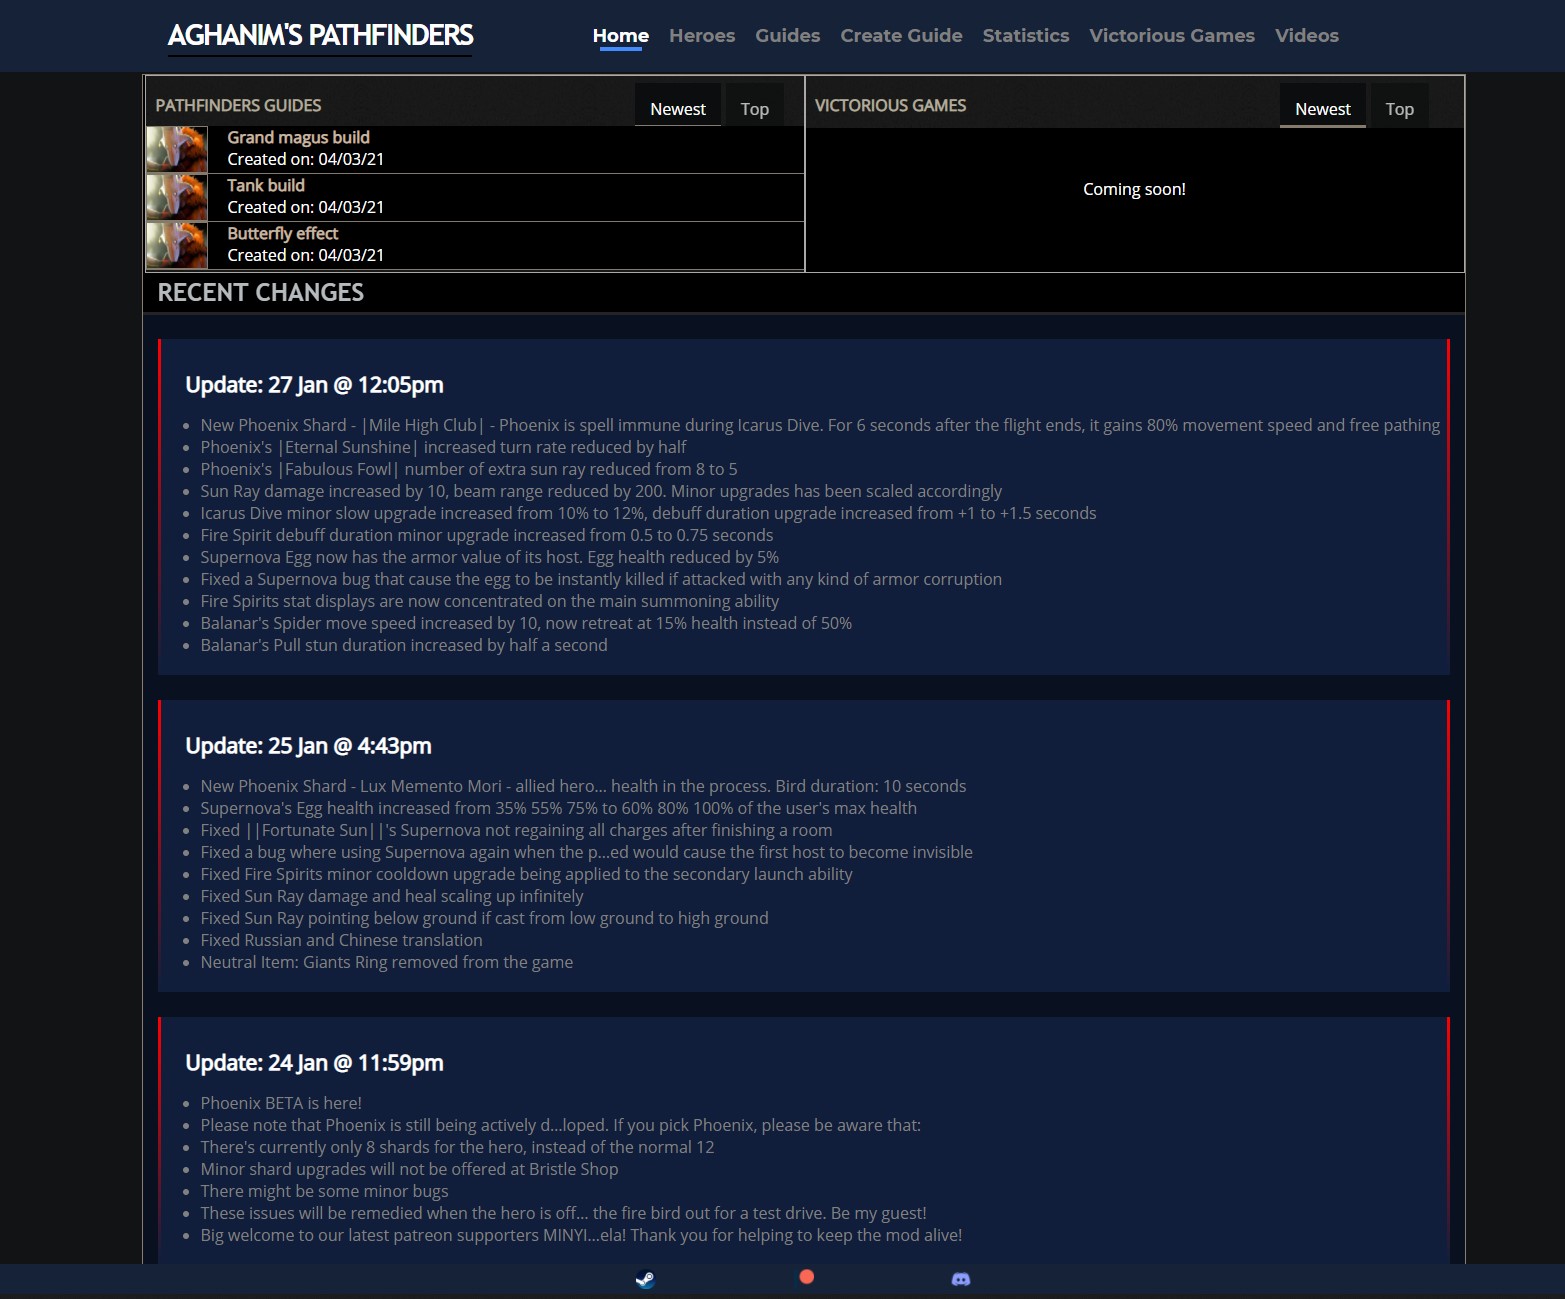 AGHANIM'S PATHFINDERS
Home Heroes Guides Create Guide Statistics Victorious Games Videos
PATHFINDERS GUIDES
Newest Top
Grand magus build
Created on: 04/03/21
Tank build
Created on: 04/03/21
Butterfly effect
Created on: 04/03/21
VICTORIOUS GAMES
Newest Top
Coming soon!
RECENT CHANGES
Update: 27 Jan @ 12:05pm
New Phoenix Shard - |Mile High Club| - Phoenix is spell immune during Icarus Dive. For 6 seconds after the flight ends, it gains 80% movement speed and free pathing
Phoenix's |Eternal Sunshine| increased turn rate reduced by half
Phoenix's |Fabulous Fowl| number of extra sun ray reduced from 8 to 5
Sun Ray damage increased by 10, beam range reduced by 200. Minor upgrades has been scaled accordingly
Icarus Dive minor slow upgrade increased from 10% to 12%, debuff duration upgrade increased from +1 to +1.5 seconds
Fire Spirit debuff duration minor upgrade increased from 0.5 to 0.75 seconds
Supernova Egg now has the armor value of its host. Egg health reduced by 5%
Fixed a Supernova bug that cause the egg to be instantly killed if attacked with any kind of armor corruption
Fire Spirits stat displays are now concentrated on the main summoning ability
Balanar's Spider move speed increased by 10, now retreat at 15% health instead of 50%
Balanar's Pull stun duration increased by half a second
Update: 25 Jan @ 4:43pm
New Phoenix Shard - Lux Memento Mori - allied hero... health in the process. Bird duration: 10 seconds
Supernova's Egg health increased from 35% 55% 75% to 60% 80% 100% of the user's max health
Fixed ||Fortunate Sun||'s Supernova not regaining all charges after finishing a room
Fixed a bug where using Supernova again when the p...ed would cause the first host to become invisible
Fixed Fire Spirits minor cooldown upgrade being applied to the secondary launch ability
Fixed Sun Ray damage and heal scaling up infinitely
Fixed Sun Ray pointing below ground if cast from low ground to high ground
Fixed Russian and Chinese translation
Neutral Item: Giants Ring removed from the game
Update: 24 Jan @ 11:59pm
Phoenix BETA is here!
Please note that Phoenix is still being actively d...loped. If you pick Phoenix, please be aware that:
There's currently only 8 shards for the hero, instead of the normal 12
Minor shard upgrades will not be offered at Bristle Shop
There might be some minor bugs
These issues will be remedied when the hero is off... the fire bird out for a test drive. Be my guest!
Big welcome to our latest patreon supporters MINYI...ela! Thank you for helping to keep the mod alive!